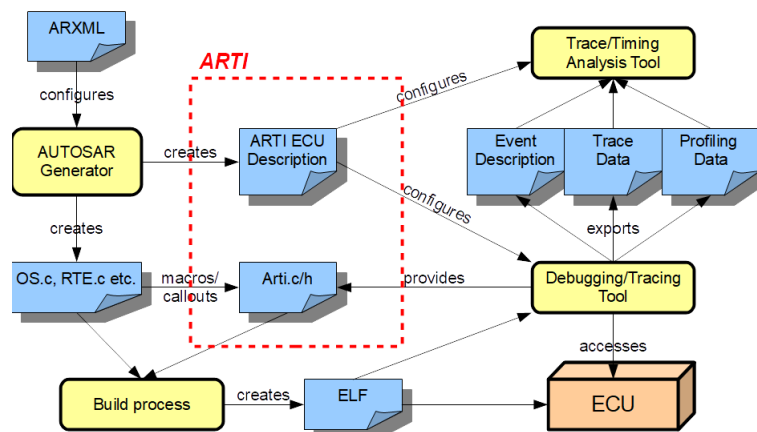 ARXML
ARTI
Trace/Timing
Analysis Tool
configures
configures
AUTOSAR
Generator
creates
ARTI ECU
Description
Event
Description
Trace
Data
Profiling
Data
configures
creates
exports
OS.c, RTE.c etc.
macros/
callouts
Arti.c/h
provides
Debugging/Tracing
Tool
accesses
Build process
creates
ELF
ECU